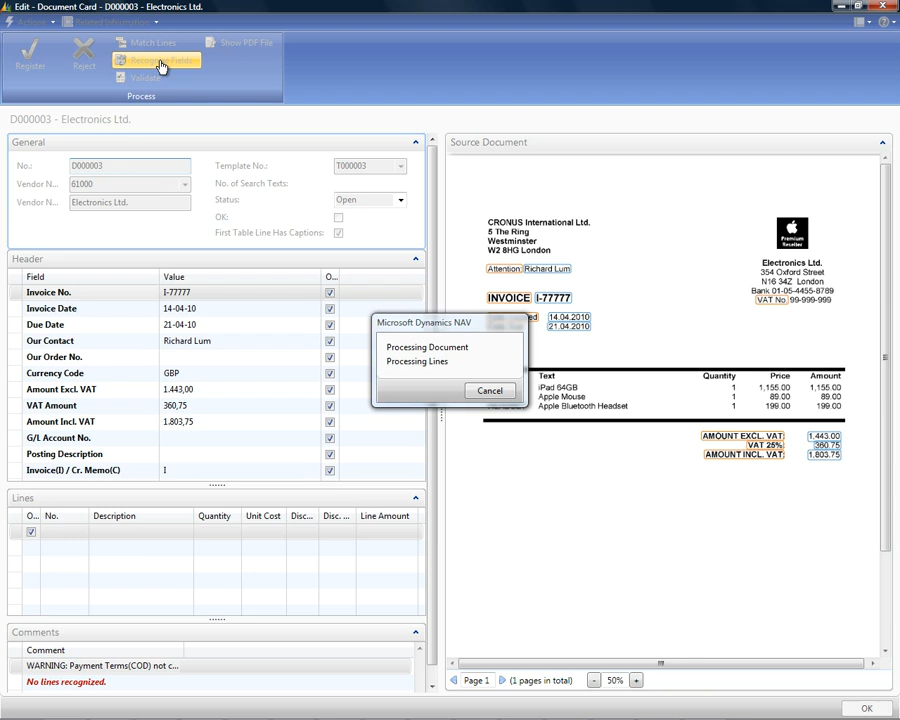 Edit - Document Card - D000003 - Electronics Ltd.
Actions
Related Information
Register
Reject
Match Lines
Recognize Fields
Validate
Show PDF File
Process
D000003 - Electronics Ltd.
General
No.: D000003
Vendor N... 61000
Vendor N... Electronics Ltd.
Template No.: T000003
No. of Search Texts:
Status: Open
OK:
First Table Line Has Captions:
Header
Field Value O...
Invoice No. I-77777
Invoice Date 14-04-10
Due Date 21-04-10
Our Contact Richard Lum
Our Order No.
Currency Code GBP
Amount Excl. VAT 1.443,00
VAT Amount 360,75
Amount Incl. VAT 1.803,75
G/L Account No.
Posting Description
Invoice(I) / Cr. Memo(C) I
Lines
O... No. Description Quantity Unit Cost Disc... Disc. ... Line Amount
Comments
Comment
WARNING: Payment Terms(COD) not c...
No lines recognized.
Source Document
CRONUS International Ltd.
5 The Ring
Westminster
W2 8HG London
Attention: Richard Lum
Premium
Reseller
Electronics Ltd.
354 Oxford Street
N16 34Z London
Bank 01-05-4455-8789
VAT No. 99-999-999
INVOICE I-77777
14.04.2010
21.04.2010
Text Quantity Price Amount
iPad 64GB 1 1,155.00 1,155.00
Apple Mouse 1 89.00 89.00
Apple Bluetooth Headset 1 199.00 199.00
AMOUNT EXCL. VAT: 1,443.00
VAT 25%: 360.75
AMOUNT INCL. VAT: 1,803.75
Microsoft Dynamics NAV
Processing Document
Processing Lines
Cancel
Page 1 (1 pages in total) - 50% +
OK